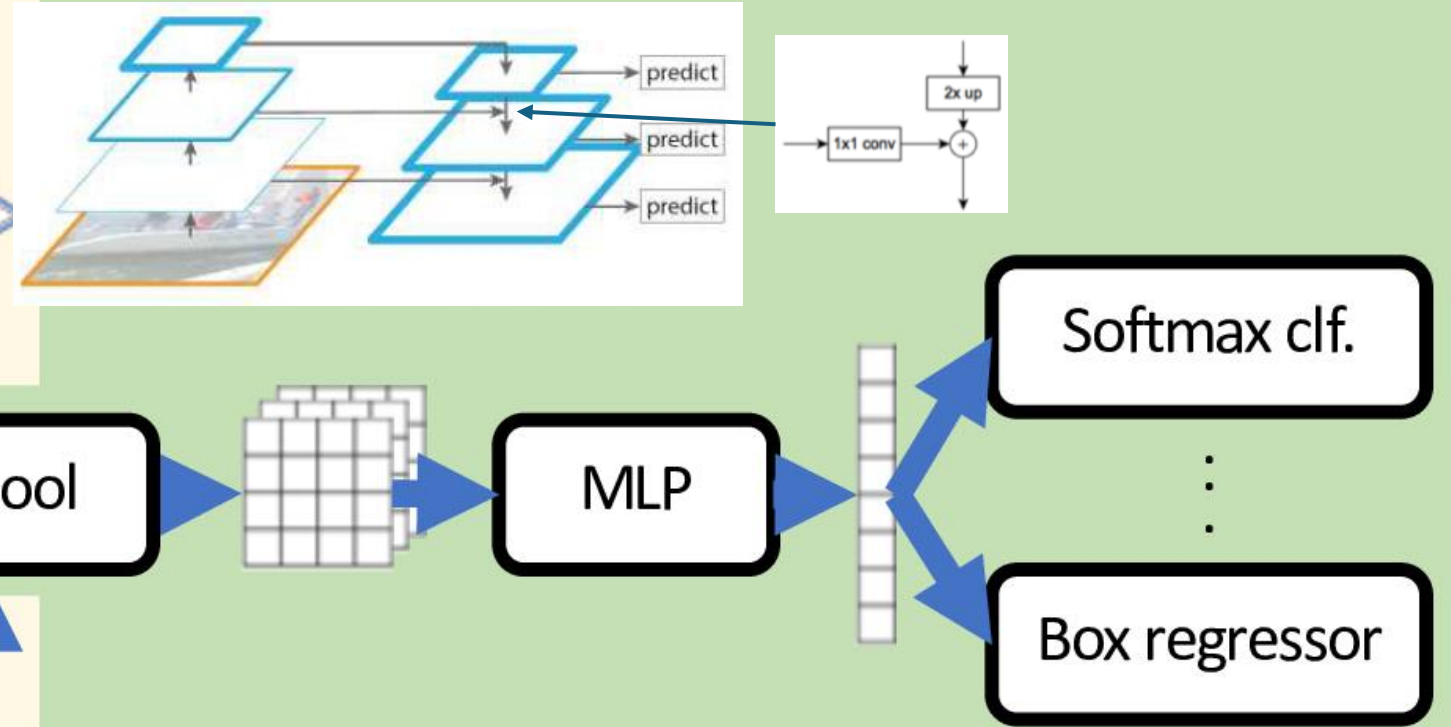 predict
predict
predict
2x up
1x1 conv
+
Softmax clf.
ool
MLP
Box regressor